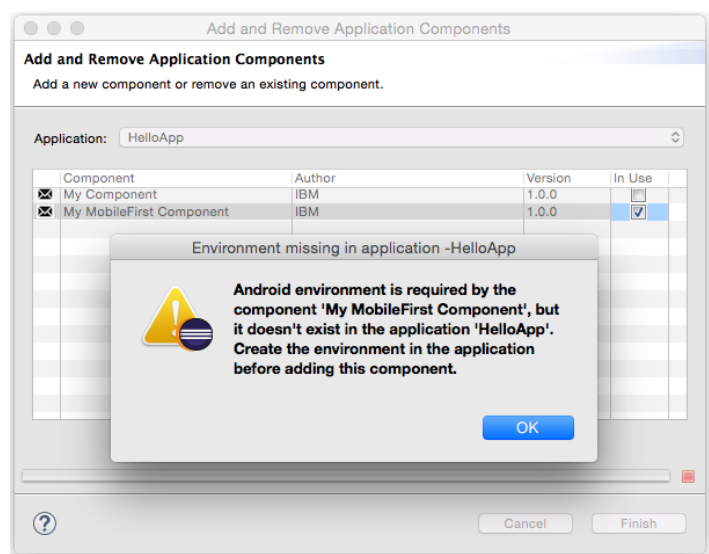 Add and Remove Application Components
Add and Remove Application Components
Add a new component or remove an existing component.
Application: HelloApp
Component Author Version In Use
My Component IBM 1.0.0
My MobileFirst Component IBM 1.0.0
Environment missing in application -HelloApp
Android environment is required by the
component 'My MobileFirst Component', but
it doesn't exist in the application 'HelloApp'.
Create the environment in the application
before adding this component.
OK
? Cancel Finish